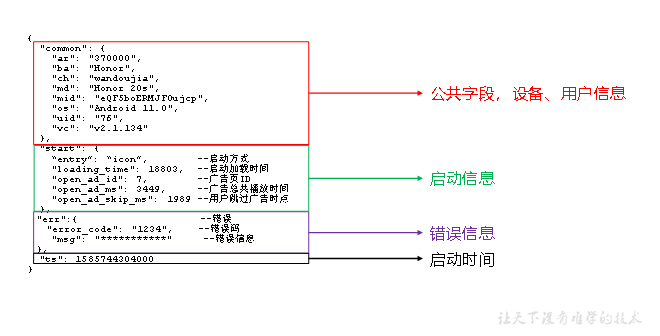 {
"common": {
"ar": "370000",
"ba": "Honor",
"ch": "wandoujia",
"md": "Honor 20s",
"mid": "eQF5boERMJFOujcp",
"os": "Android 11.0",
"uid": "76",
"vc": "v2.1.134"
},
公共字段，设备、用户信息
"start": {
"entry": "icon", --启动方式
"loading_time": 18803, --启动加载时间
"open_ad_id": 7, --广告页ID
"open_ad_ms": 3449, --广告总共播放时间
"open_ad_skip_ms": 1989 --用户跳过广告时点
},
启动信息
"err":{ --错误
"error_code": "1234", --错误码
"msg": "***********" --错误信息
},
错误信息
"ts": 1585744304000
启动时间
}
让天下没有难学的技术